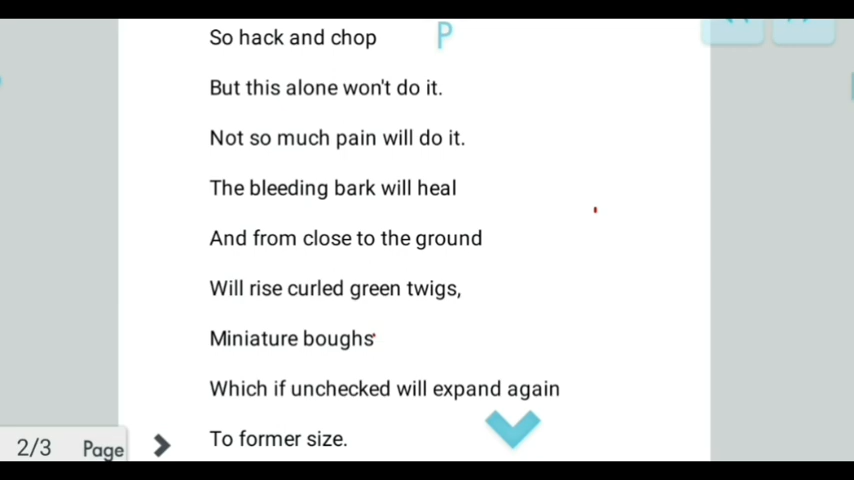 So hack and chop P
But this alone won't do it.
Not so much pain will do it.
The bleeding bark will heal
And from close to the ground
Will rise curled green twigs,
Miniature boughs
Which if unchecked will expand again
To former size.
2/3 Page